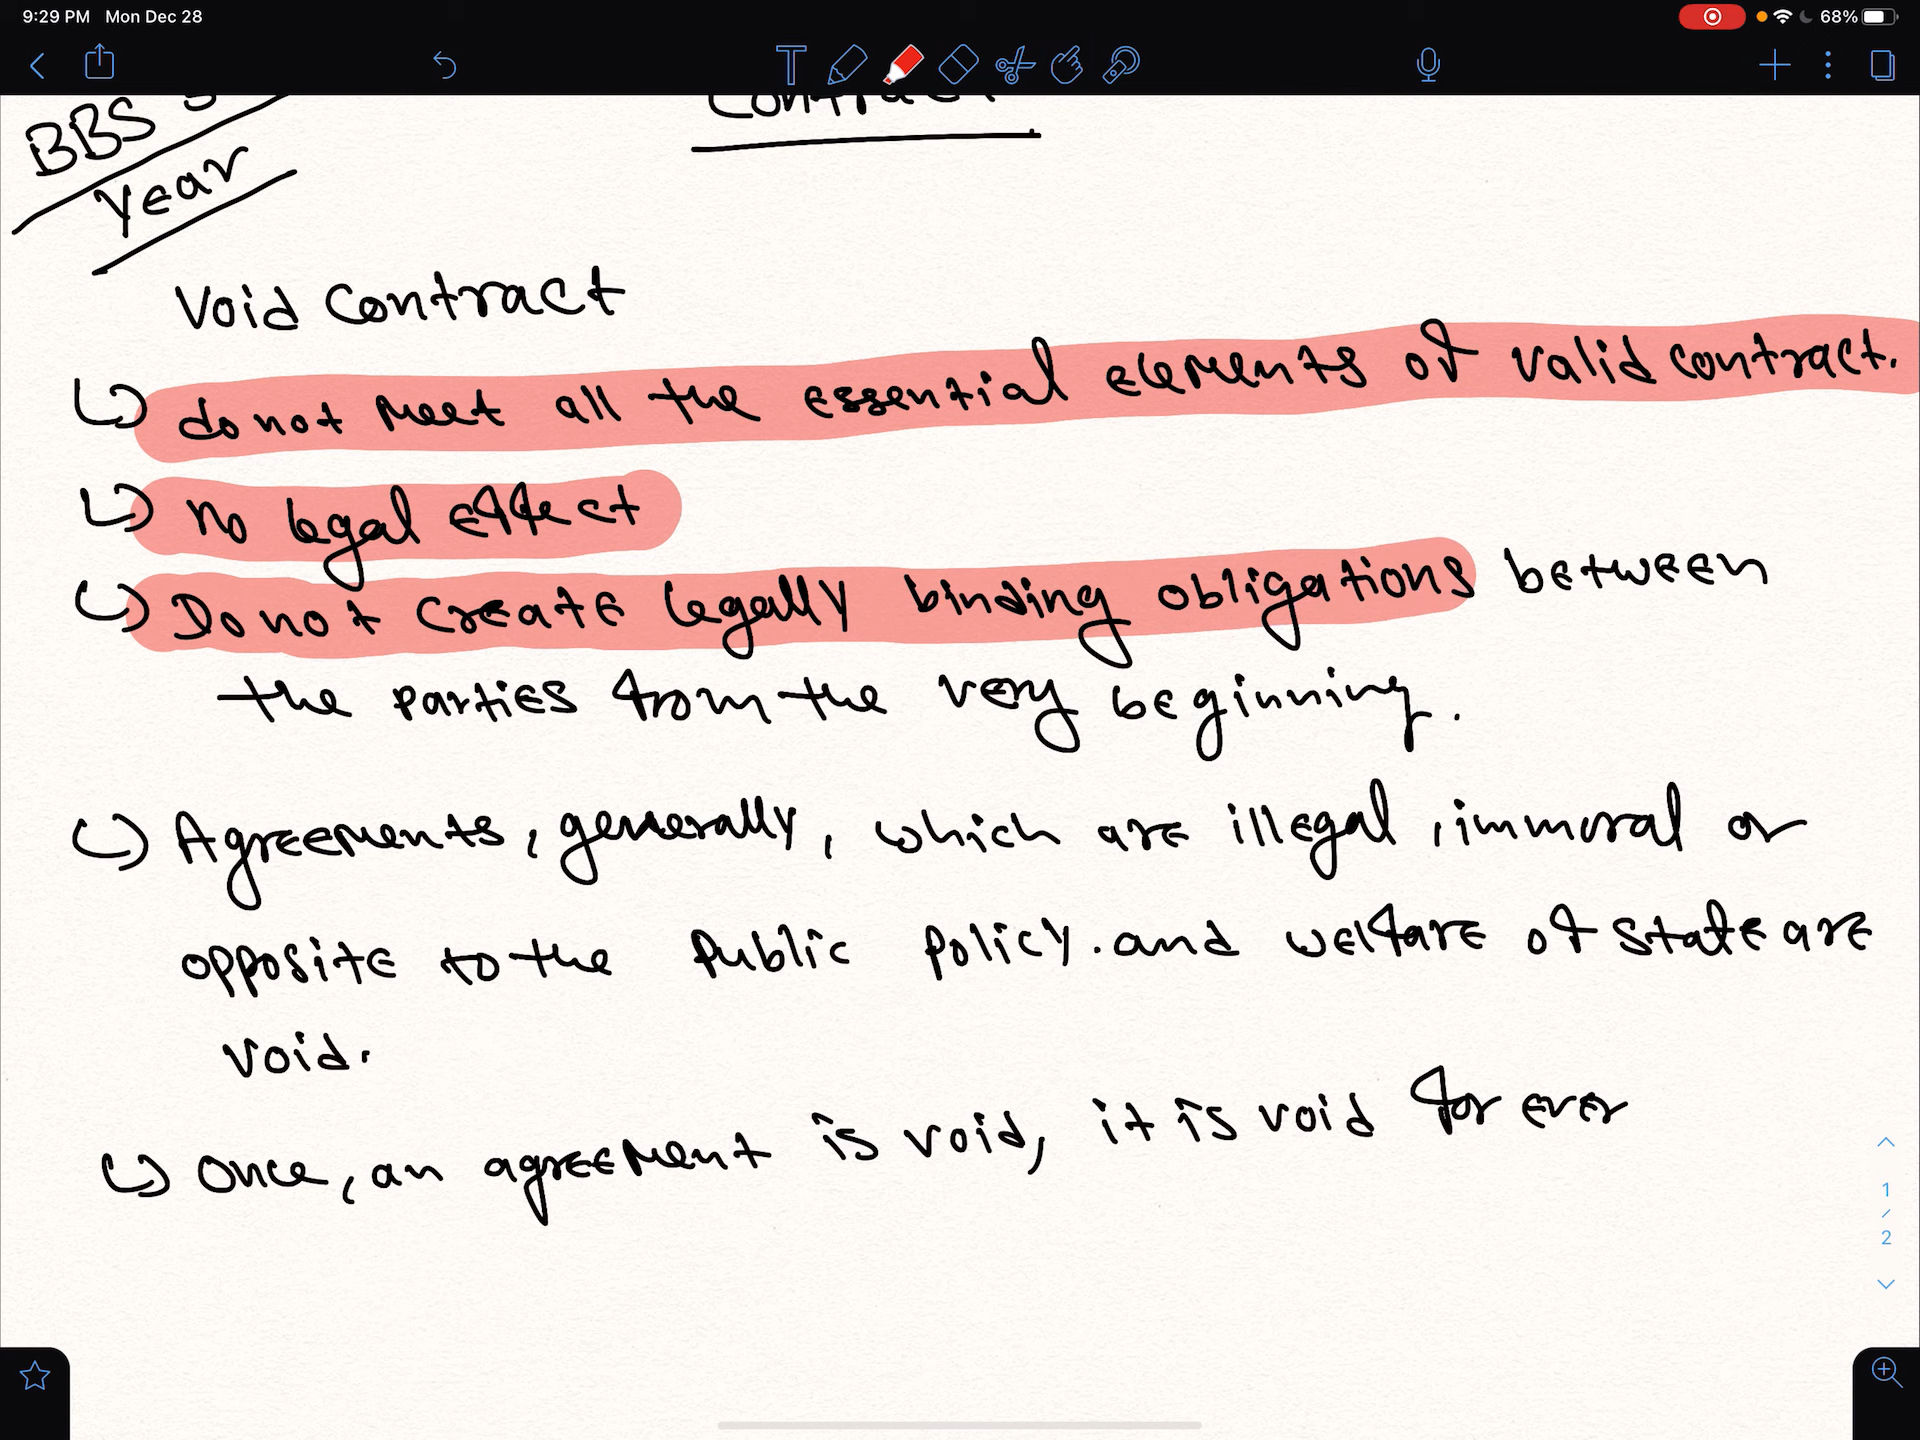 9:29 PM Mon Dec 28 68%
Contract
BBS
Year
Void Contract
do not meet all the essential elements of valid contract.
No legal effect
Do not create legally binding obligations between
the parties from the very beginning.
Agreements, generally, which are illegal, immoral or
opposite to the public policy. and welfare of state are
void.
Once, an agreement is void, it is void for ever
1
/
2